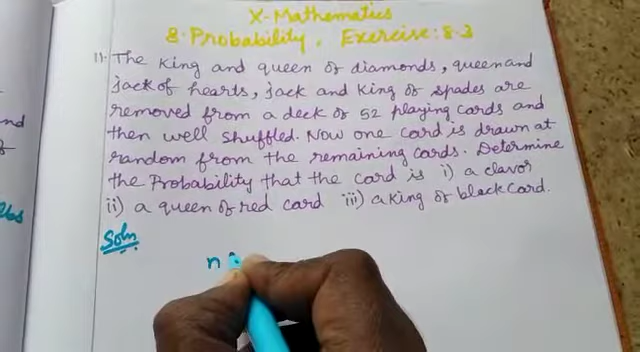 X-Mathematics
8. Probability, Exercise: 8.3
11. The king and queen of diamonds, queen and
jack of hearts, jack and king of spades are
removed from a deck of 52 playing cards and
then well shuffled. Now one card is drawn at
random from the remaining cards. Determine
the Probability that the card is i) a clavor
ii) a queen of red card iii) a king of black card.
Soln
n